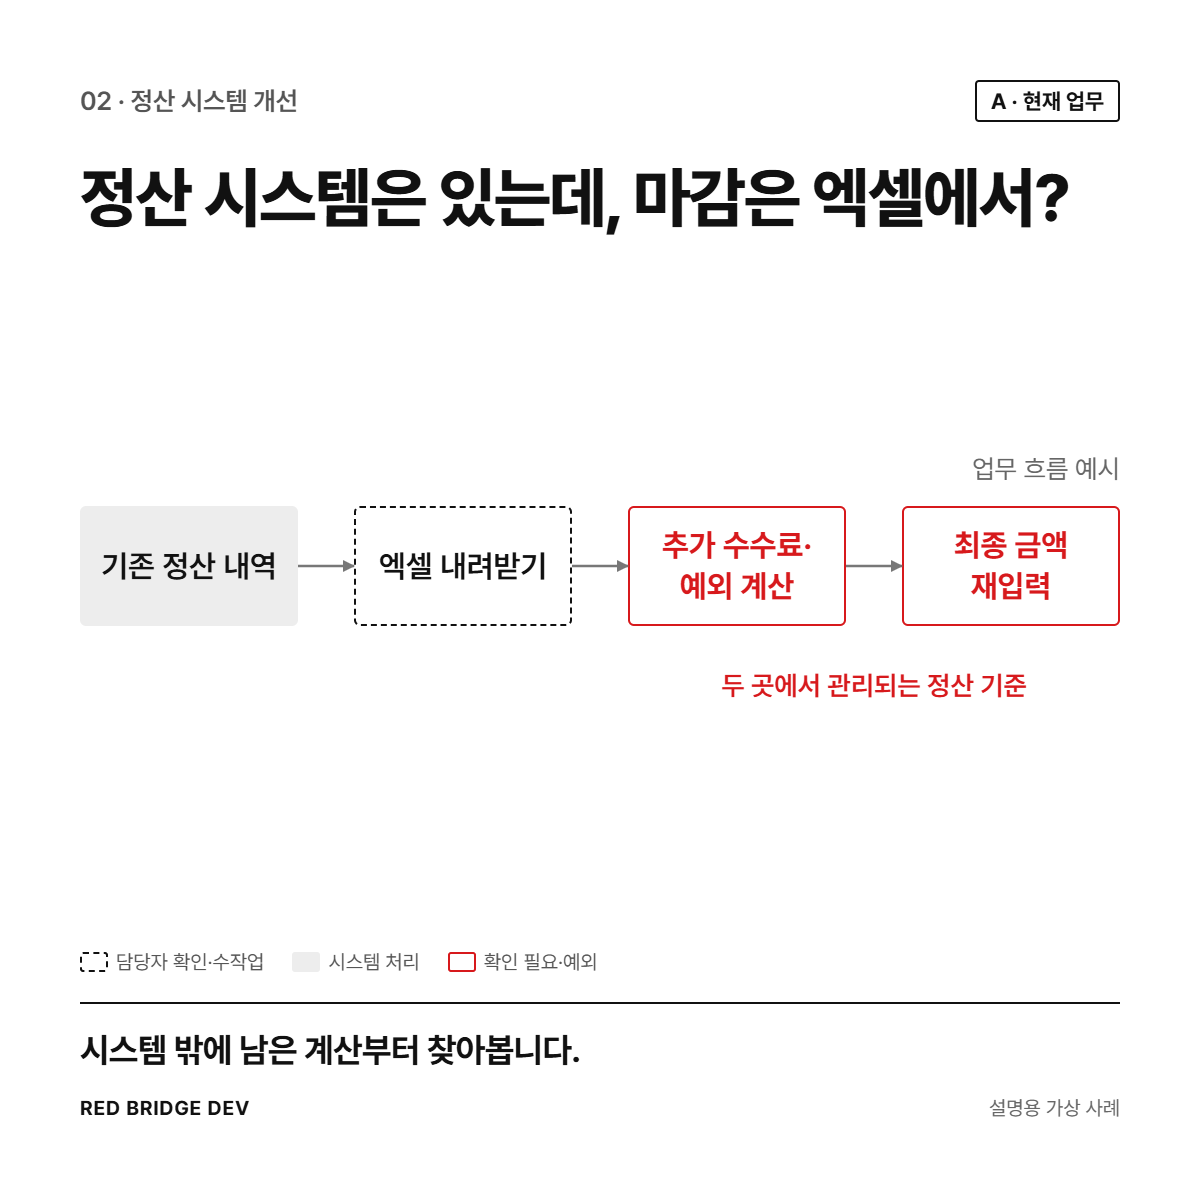 02 · 정산 시스템 개선
A · 현재 업무
정산 시스템은 있는데, 마감은 엑셀에서?
업무 흐름 예시
기존 정산 내역
엑셀 내려받기
추가 수수료·
예외 계산
최종 금액
재입력
두 곳에서 관리되는 정산 기준
담당자 확인·수작업
시스템 처리
확인 필요·예외
시스템 밖에 남은 계산부터 찾아봅니다.
RED BRIDGE DEV
설명용 가상 사례